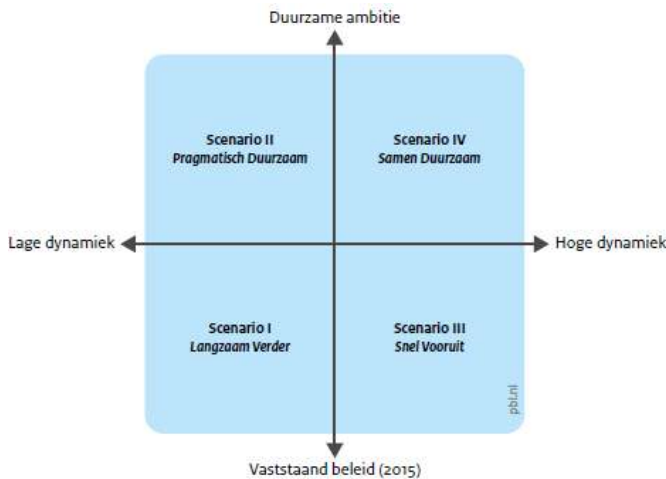 Duurzame ambitie
Scenario II
Pragmatisch Duurzaam
Scenario IV
Samen Duurzaam
Lage dynamiek
Hoge dynamiek
Scenario I
Langzaam Verder
Scenario III
Snel Vooruit
pbl.nl
Vaststaand beleid (2015)